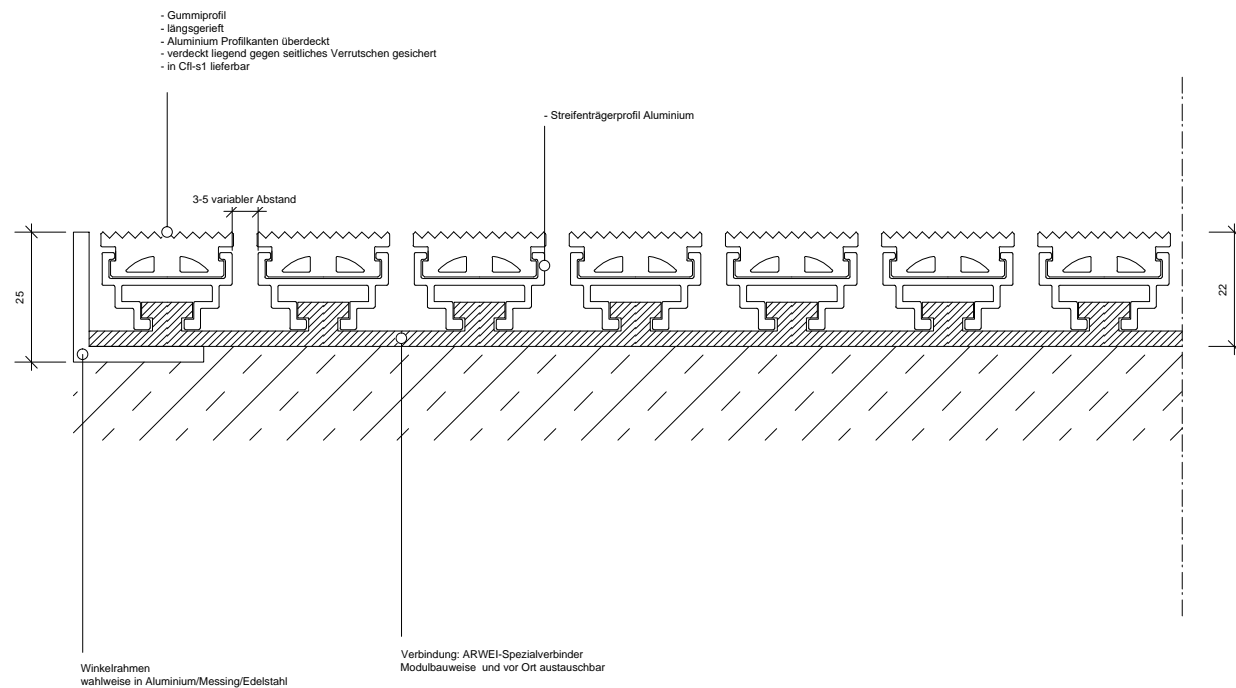 - Gummiprofil
- längsgerieft
- Aluminium Profilkanten überdeckt
- verdeckt liegend gegen seitliches Verrutschen gesichert
- in Cfl-s1 lieferbar
- Streifenträgerprofil Aluminium
3-5 variabler Abstand
25
22
Verbindung: ARWEI-Spezialverbinder
Modulbauweise und vor Ort austauschbar
Winkelrahmen
wahlweise in Aluminium/Messing/Edelstahl